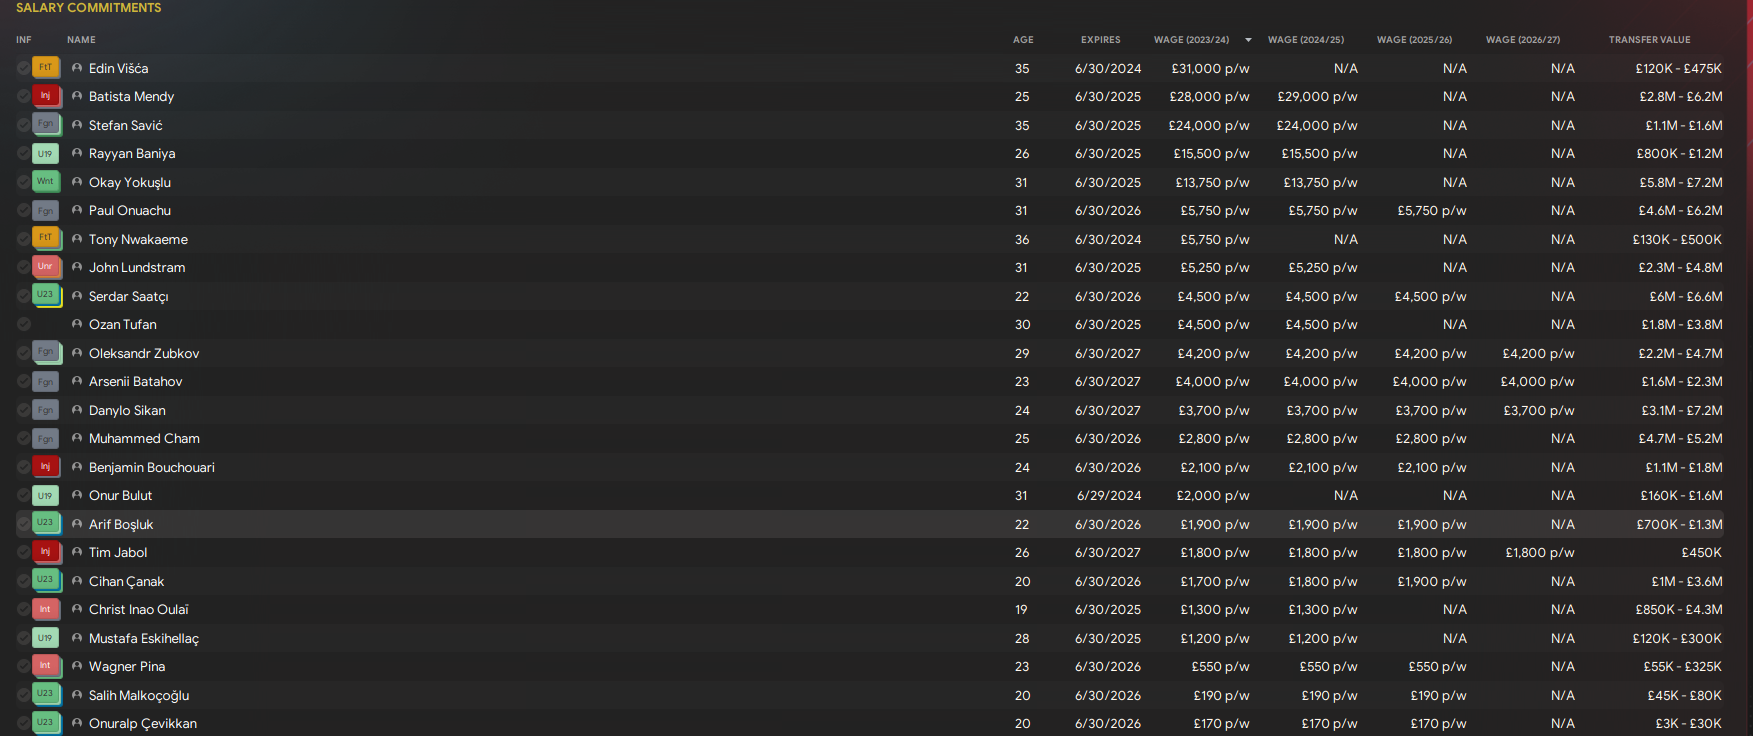 SALARY COMMITMENTS
INF NAME AGE EXPIRES WAGE (2023/24) WAGE (2024/25) WAGE (2025/26) WAGE (2026/27) TRANSFER VALUE
FtT Edin Višća 35 6/30/2024 £31,000 p/w N/A N/A N/A £120K - £475K
Inj Batista Mendy 25 6/30/2025 £28,000 p/w £29,000 p/w N/A N/A £2.8M - £6.2M
Fgn Stefan Savić 35 6/30/2025 £24,000 p/w £24,000 p/w N/A N/A £1.1M - £1.6M
U19 Rayyan Baniya 26 6/30/2025 £15,500 p/w £15,500 p/w N/A N/A £800K - £1.2M
Wnt Okay Yokuşlu 31 6/30/2025 £13,750 p/w £13,750 p/w N/A N/A £5.8M - £7.2M
Fgn Paul Onuachu 31 6/30/2026 £5,750 p/w £5,750 p/w £5,750 p/w N/A £4.6M - £6.2M
FtT Tony Nwakaeme 36 6/30/2024 £5,750 p/w N/A N/A N/A £130K - £500K
Unr John Lundstram 31 6/30/2025 £5,250 p/w £5,250 p/w N/A N/A £2.3M - £4.8M
U23 Serdar Saatçı 22 6/30/2026 £4,500 p/w £4,500 p/w £4,500 p/w N/A £6M - £6.6M
Ozan Tufan 30 6/30/2025 £4,500 p/w £4,500 p/w N/A N/A £1.8M - £3.8M
Fgn Oleksandr Zubkov 29 6/30/2027 £4,200 p/w £4,200 p/w £4,200 p/w £4,200 p/w £2.2M - £4.7M
Fgn Arsenii Batahov 23 6/30/2027 £4,000 p/w £4,000 p/w £4,000 p/w £4,000 p/w £1.6M - £2.3M
Fgn Danylo Sikan 24 6/30/2027 £3,700 p/w £3,700 p/w £3,700 p/w £3,700 p/w £3.1M - £7.2M
Fgn Muhammed Cham 25 6/30/2026 £2,800 p/w £2,800 p/w £2,800 p/w N/A £4.7M - £5.2M
Inj Benjamin Bouchouari 24 6/30/2026 £2,100 p/w £2,100 p/w £2,100 p/w N/A £1.1M - £1.8M
U19 Onur Bulut 31 6/29/2024 £2,000 p/w N/A N/A N/A £160K - £1.6M
U23 Arif Boşluk 22 6/30/2026 £1,900 p/w £1,900 p/w £1,900 p/w N/A £700K - £1.3M
Inj Tim Jabol 26 6/30/2027 £1,800 p/w £1,800 p/w £1,800 p/w £1,800 p/w £450K
U23 Cihan Çanak 20 6/30/2026 £1,700 p/w £1,800 p/w £1,900 p/w N/A £1M - £3.6M
Int Christ Inao Oulaï 19 6/30/2025 £1,300 p/w £1,300 p/w N/A N/A £850K - £4.3M
U19 Mustafa Eskihellaç 28 6/30/2025 £1,200 p/w £1,200 p/w N/A N/A £120K - £300K
Int Wagner Pina 23 6/30/2026 £550 p/w £550 p/w £550 p/w N/A £55K - £325K
U23 Salih Malkoçoğlu 20 6/30/2026 £190 p/w £190 p/w £190 p/w N/A £45K - £80K
U23 Onuralp Çevikkan 20 6/30/2026 £170 p/w £170 p/w £170 p/w N/A £3K - £30K